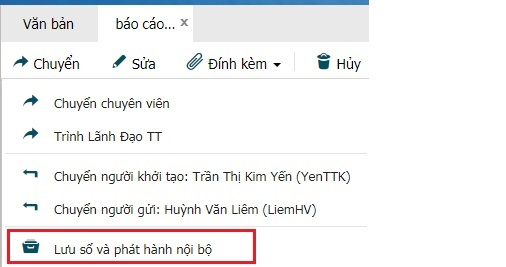 Văn bản báo cáo... ×
Chuyển Sửa Đính kèm Hủy
Chuyển chuyên viên
Trình Lãnh Đạo TT
Chuyển người khởi tạo: Trần Thị Kim Yến (YenTTK)
Chuyển người gửi: Huỳnh Văn Liêm (LiemHV)
Lưu số và phát hành nội bộ